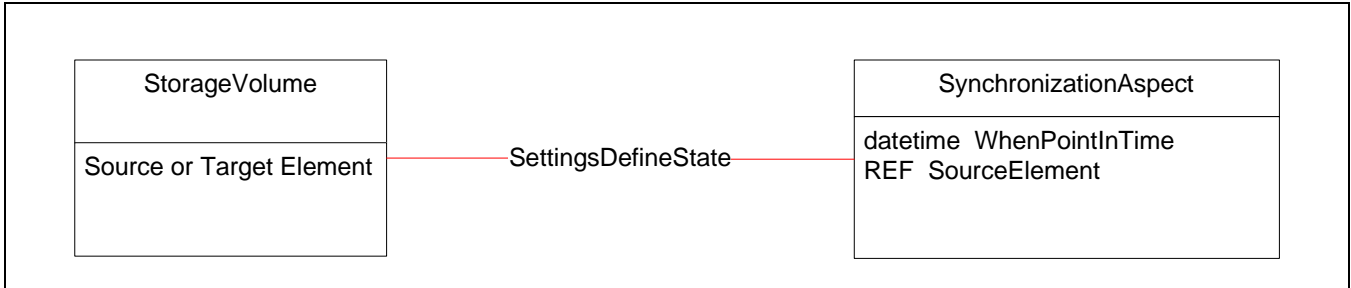 StorageVolume
Source or Target Element
SettingsDefineState
SynchronizationAspect
datetime  WhenPointInTime
REF  SourceElement